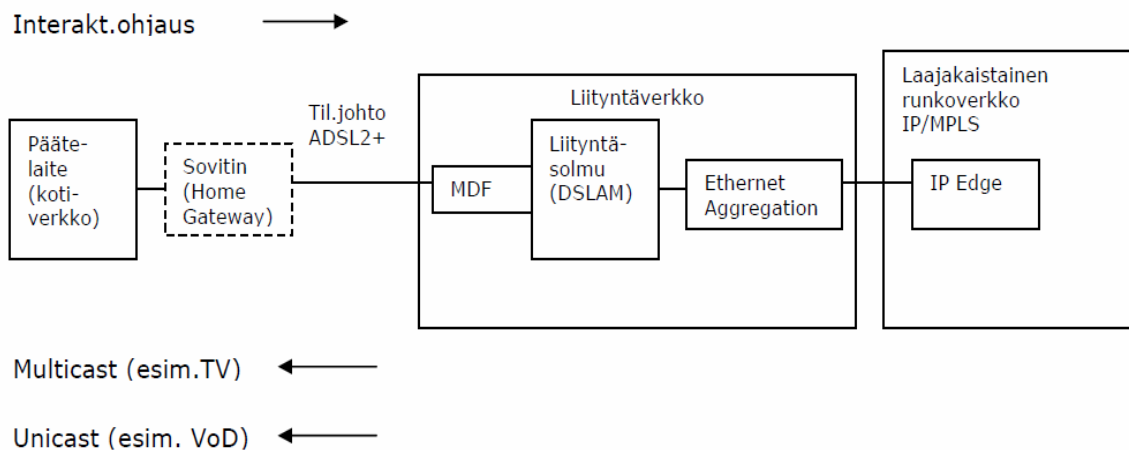 Interakt.ohjaus
Laajakaistainen
runkoverkko
IP/MPLS
Liityntäverkko
Til.johto
ADSL2+
Pääte-
laite
(koti-
verkko)
Sovitin
(Home
Gateway)
MDF
Liityntä-
solmu
(DSLAM)
Ethernet
Aggregation
IP Edge
Multicast (esim.TV)
Unicast (esim. VoD)